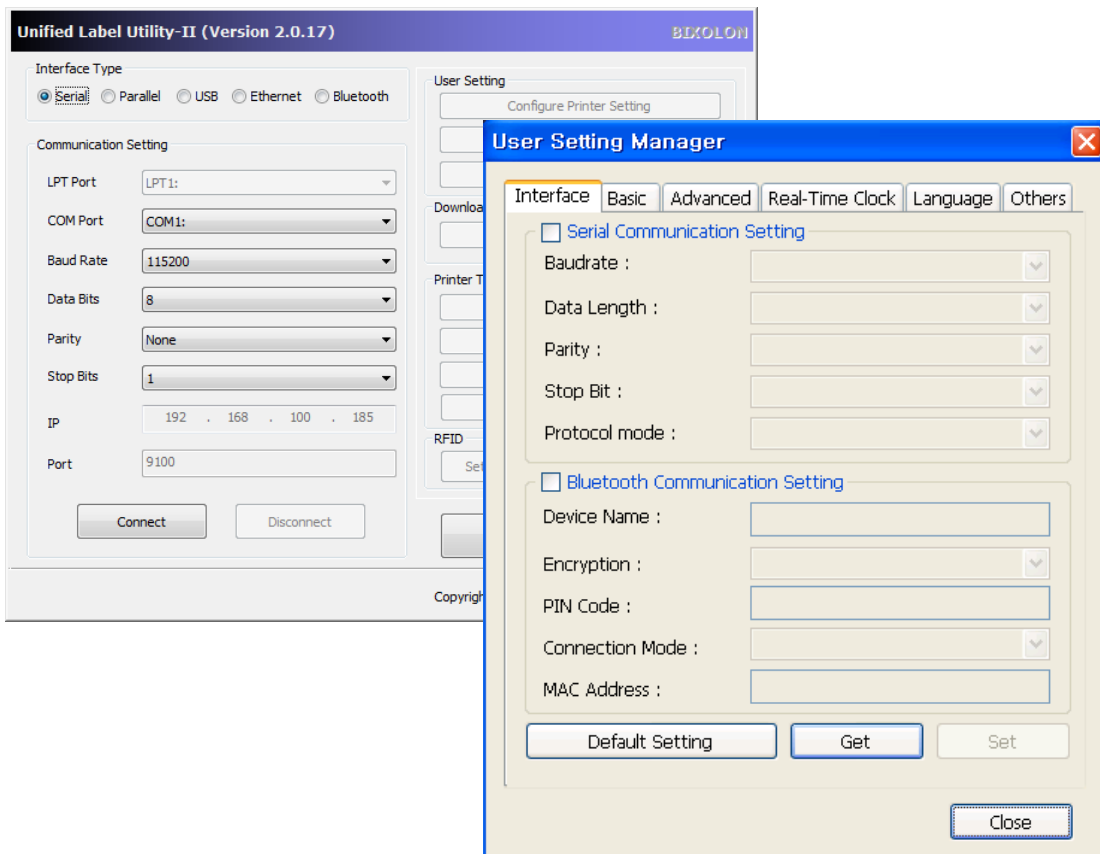 Unified Label Utility-II (Version 2.0.17)
BIXOLON
Interface Type
Serial Parallel USB Ethernet Bluetooth
Communication Setting
LPT Port LPT1:
COM Port COM1:
Baud Rate 115200
Data Bits 8
Parity None
Stop Bits 1
IP 192 . 168 . 100 . 185
Port 9100
Connect Disconnect
User Setting
Configure Printer Setting
Printer T
RFID
User Setting Manager
Interface Basic Advanced Real-Time Clock Language Others
Serial Communication Setting
Baudrate :
Data Length :
Parity :
Stop Bit :
Protocol mode :
Bluetooth Communication Setting
Device Name :
Encryption :
PIN Code :
Connection Mode :
MAC Address :
Default Setting Get Set
Close